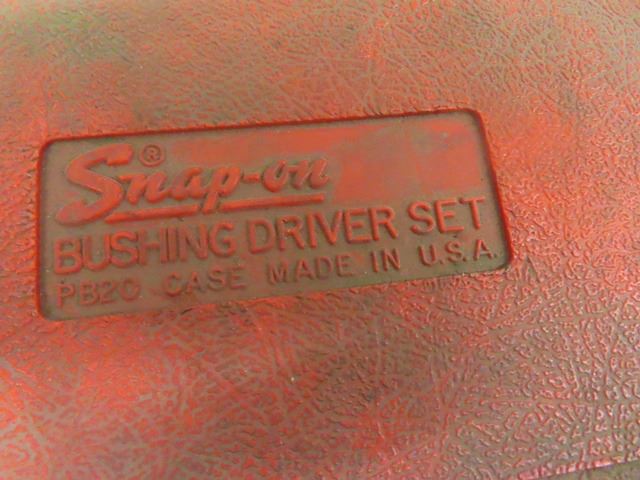 Snap-on®
BUSHING DRIVER SET
PB20 CASE MADE IN U.S.A.